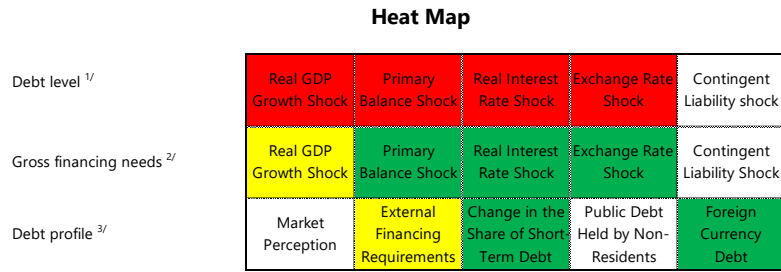 Heat Map
Debt level 1/
Real GDP
Growth Shock
Primary
Balance Shock
Real Interest
Rate Shock
Exchange Rate
Shock
Contingent
Liability shock
Gross financing needs 2/
Real GDP
Growth Shock
Primary
Balance Shock
Real Interest
Rate Shock
Exchange Rate
Shock
Contingent
Liability Shock
Debt profile 3/
Market
Perception
External
Financing
Requirements
Change in the
Share of Short-
Term Debt
Public Debt
Held by Non-
Residents
Foreign
Currency
Debt